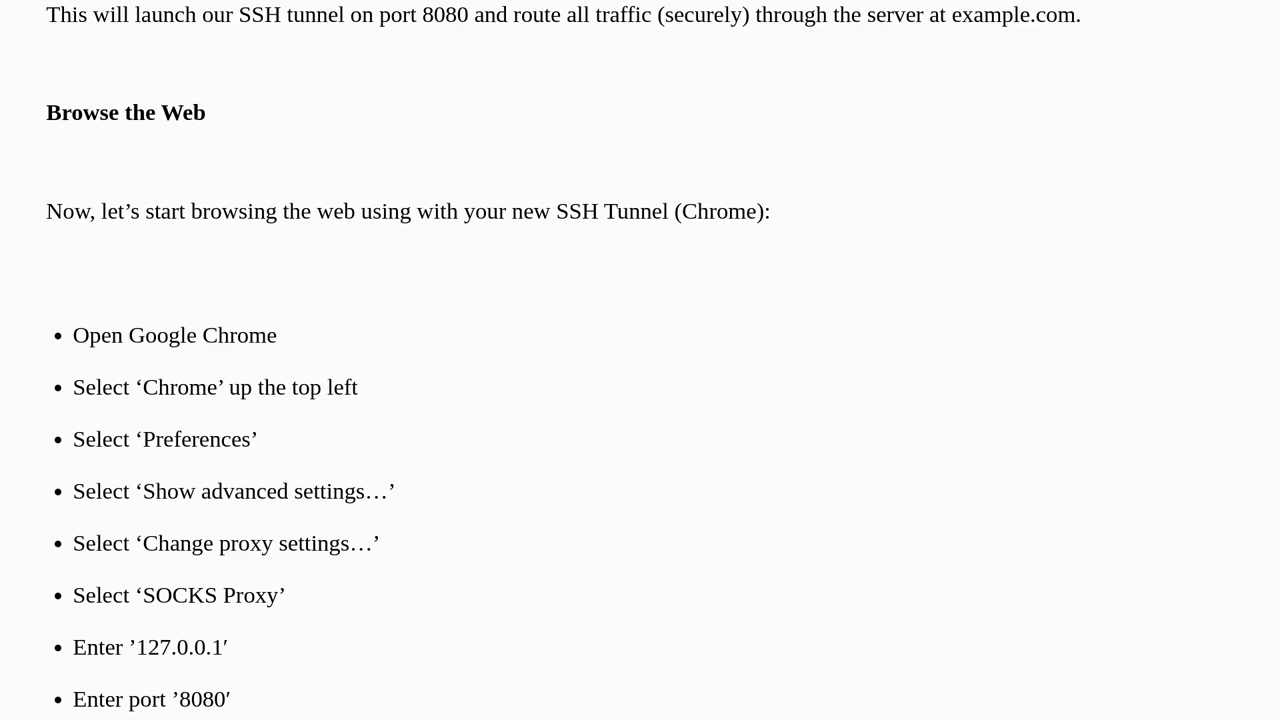 This will launch our SSH tunnel on port 8080 and route all traffic (securely) through the server at example.com.
Browse the Web
Now, let’s start browsing the web using with your new SSH Tunnel (Chrome):
• Open Google Chrome
• Select ‘Chrome’ up the top left
• Select ‘Preferences’
• Select ‘Show advanced settings…’
• Select ‘Change proxy settings…’
• Select ‘SOCKS Proxy’
• Enter ’127.0.0.1′
• Enter port ’8080′